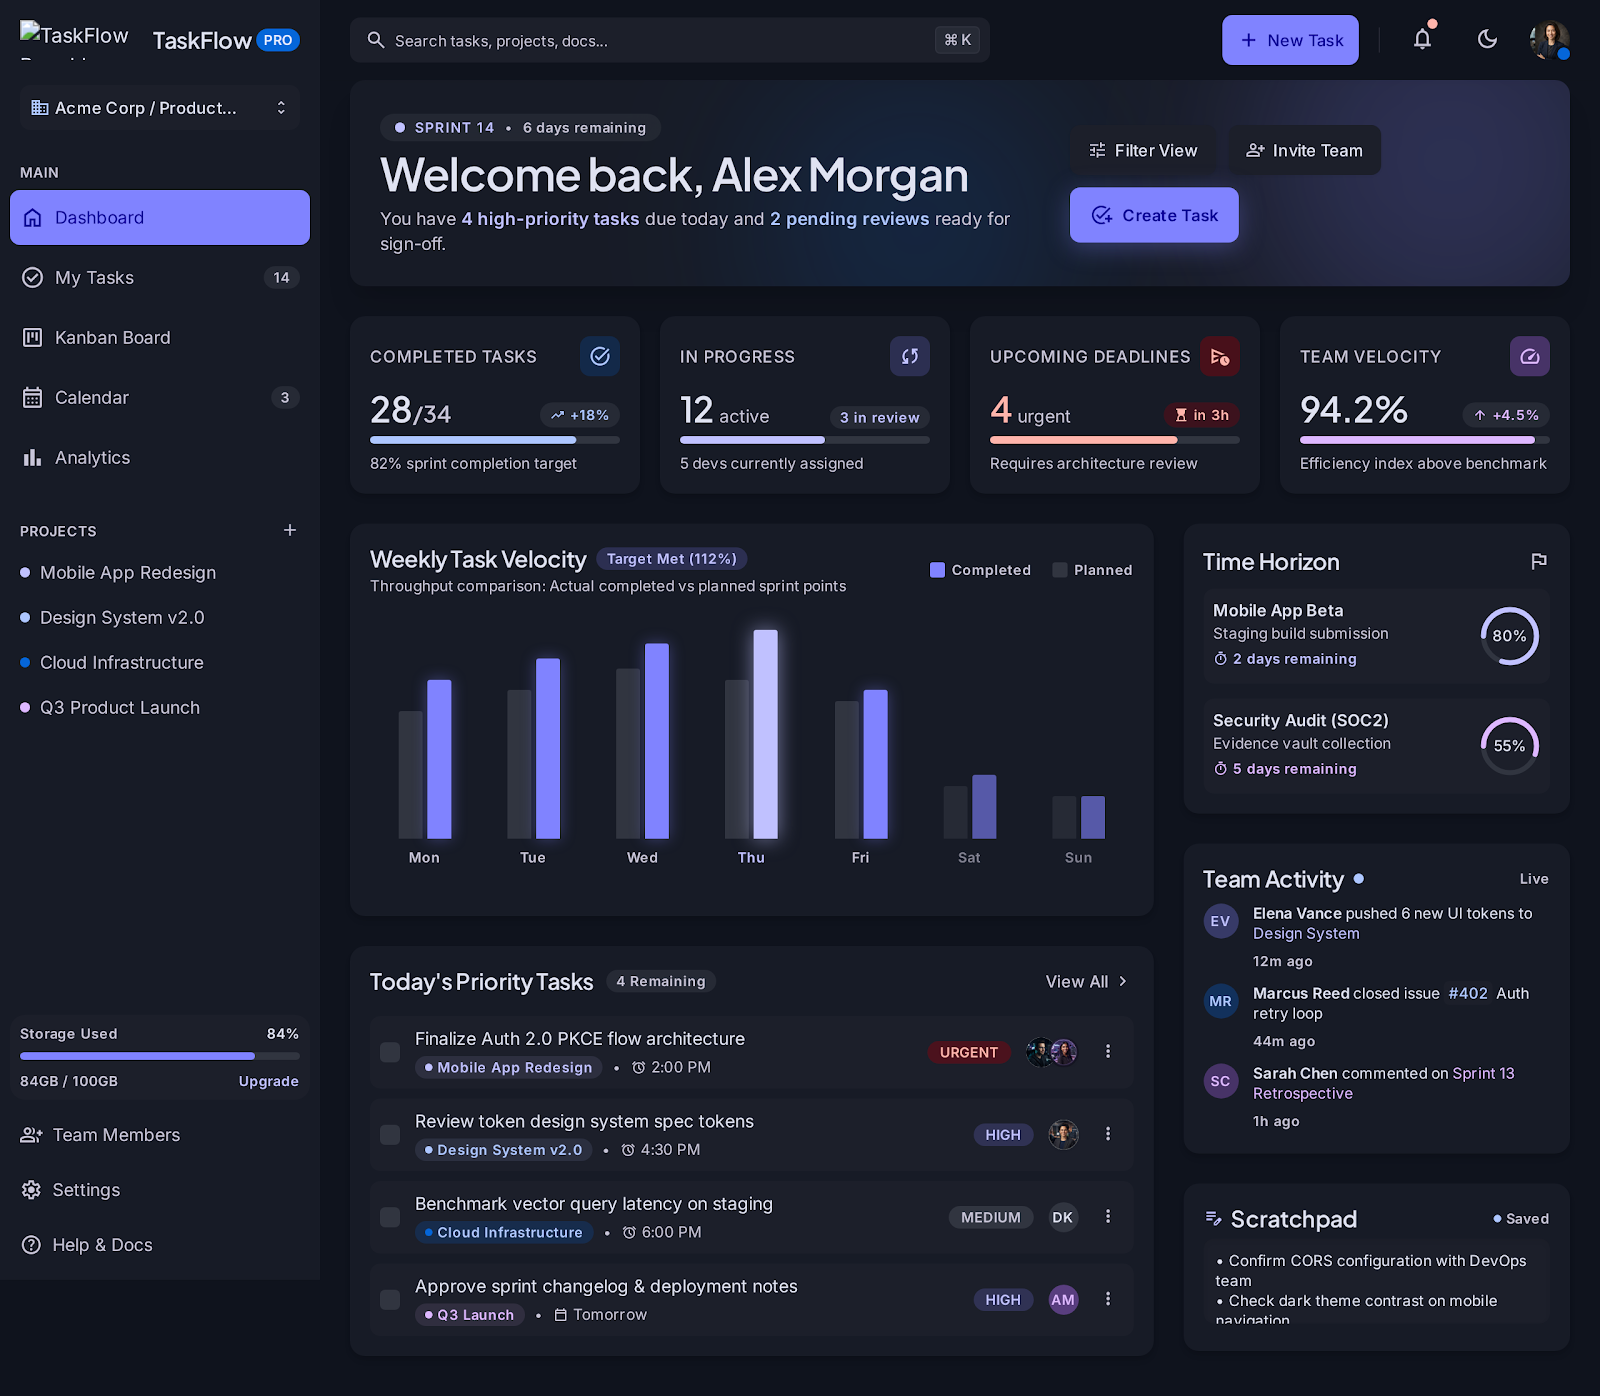 TaskFlow
TaskFlow PRO
Acme Corp / Product...
MAIN
Dashboard
My Tasks 14
Kanban Board
Calendar 3
Analytics
PROJECTS
Mobile App Redesign
Design System v2.0
Cloud Infrastructure
Q3 Product Launch
Storage Used 84%
84GB / 100GB Upgrade
Team Members
Settings
Help & Docs
Search tasks, projects, docs... ⌘ K
+ New Task
SPRINT 14 • 6 days remaining
Welcome back, Alex Morgan
You have 4 high-priority tasks due today and 2 pending reviews ready for
sign-off.
Filter View
Invite Team
Create Task
COMPLETED TASKS
28/34 +18%
82% sprint completion target
IN PROGRESS
12 active 3 in review
5 devs currently assigned
UPCOMING DEADLINES
4 urgent in 3h
Requires architecture review
TEAM VELOCITY
94.2% +4.5%
Efficiency index above benchmark
Weekly Task Velocity Target Met (112%)
Throughput comparison: Actual completed vs planned sprint points
Completed Planned
Mon Tue Wed Thu Fri Sat Sun
Today's Priority Tasks 4 Remaining View All
Finalize Auth 2.0 PKCE flow architecture
Mobile App Redesign • 2:00 PM
URGENT
Review token design system spec tokens
Design System v2.0 • 4:30 PM
HIGH
Benchmark vector query latency on staging
Cloud Infrastructure • 6:00 PM
MEDIUM DK
Approve sprint changelog & deployment notes
Q3 Launch • Tomorrow
HIGH AM
Time Horizon
Mobile App Beta
Staging build submission
2 days remaining
80%
Security Audit (SOC2)
Evidence vault collection
5 days remaining
55%
Team Activity Live
EV Elena Vance pushed 6 new UI tokens to
Design System
12m ago
MR Marcus Reed closed issue #402 Auth
retry loop
44m ago
SC Sarah Chen commented on Sprint 13
Retrospective
1h ago
Scratchpad Saved
• Confirm CORS configuration with DevOps
team
• Check dark theme contrast on mobile
navigation